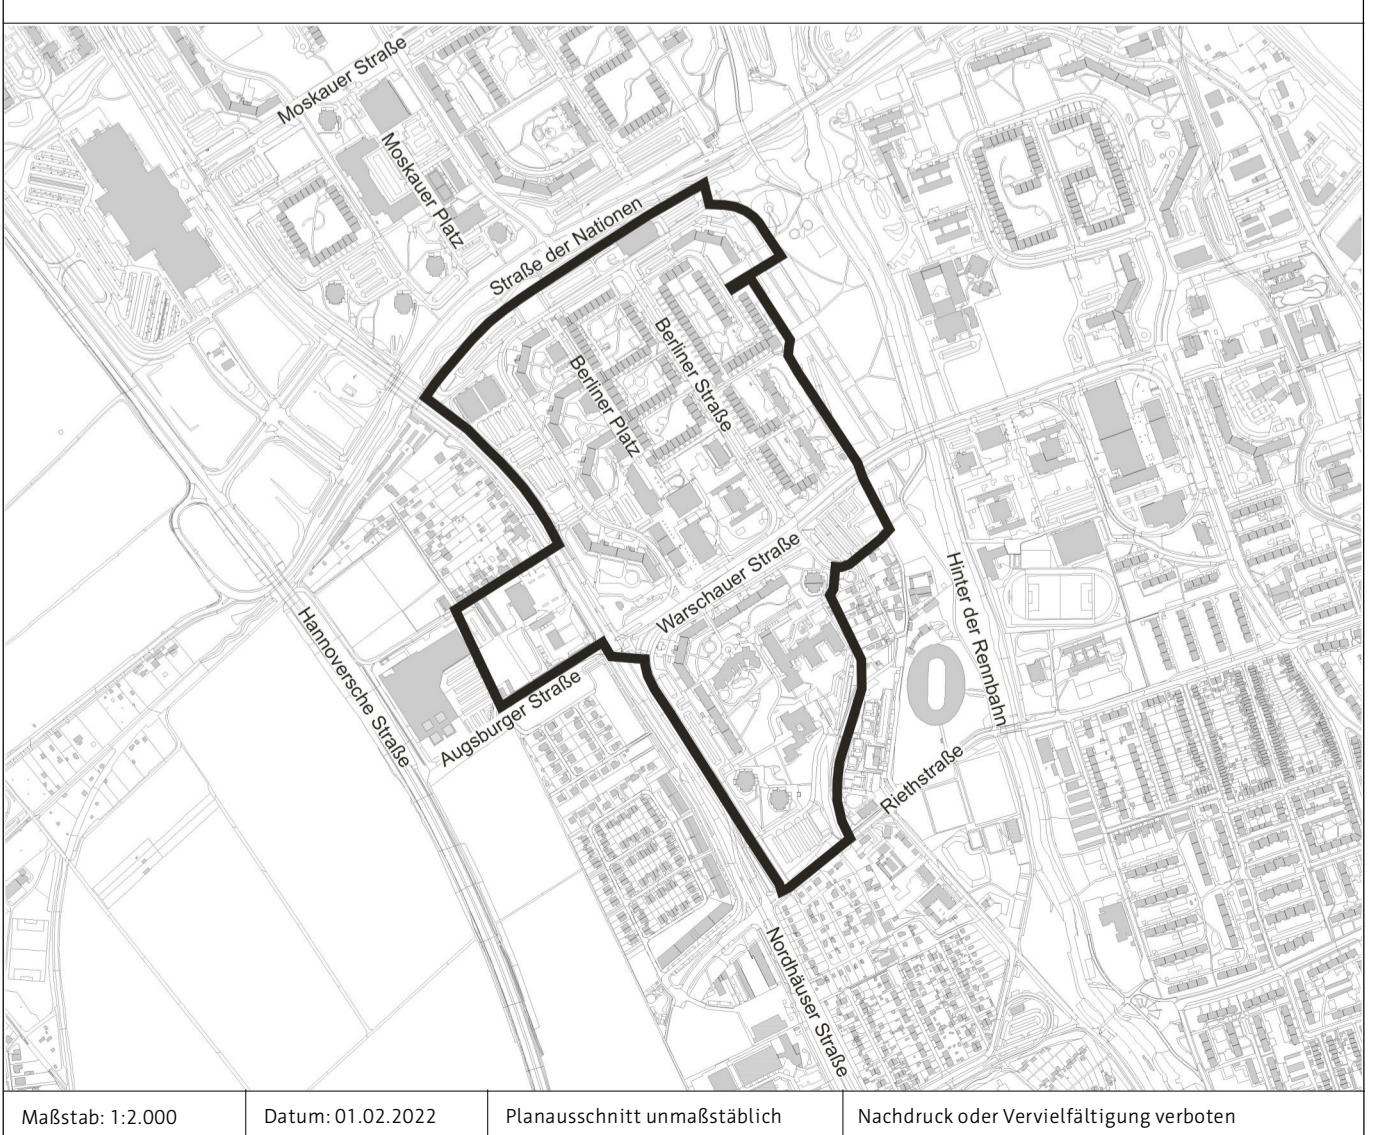 Moskauer Straße
Moskauer Platz
Straße der Nationen
Berliner Straße
Berliner Platz
Warschauer Straße
Hinter der Rennbahn
Hannoversche Straße
Augsburger Straße
Riethstraße
Nordhäuser Straße
Maßstab: 1:2.000
Datum: 01.02.2022
Planausschnitt unmaßstäblich
Nachdruck oder Vervielfältigung verboten